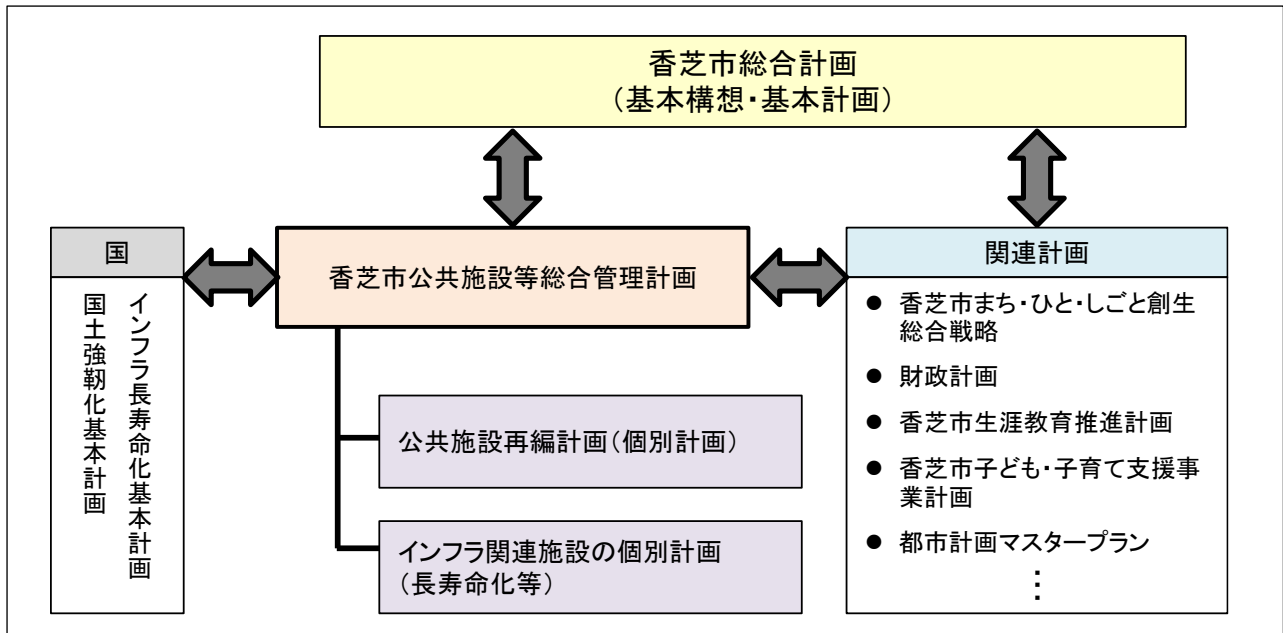 香芝市総合計画
（基本構想・基本計画）
国
インフラ長寿命化基本計画
国土強靭化基本計画
香芝市公共施設等総合管理計画
公共施設再編計画（個別計画）
インフラ関連施設の個別計画
（長寿命化等）
関連計画
● 香芝市まち・ひと・しごと創生
総合戦略
● 財政計画
● 香芝市生涯教育推進計画
● 香芝市子ども・子育て支援事
業計画
● 都市計画マスタープラン
⋮